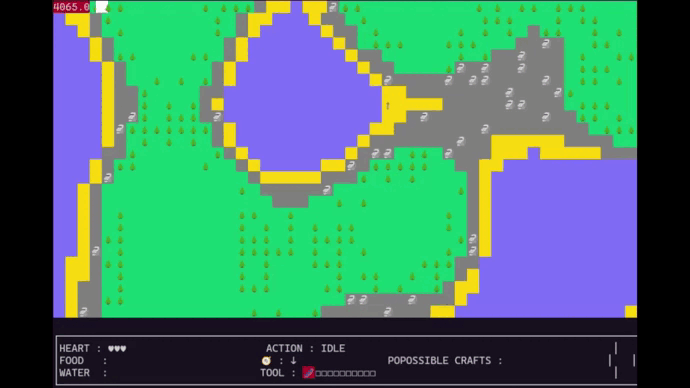 4065.0
HEART : ♥♥♥
ACTION : IDLE
FOOD :
: ↓
POPOSSIBLE CRAFTS :
WATER :
TOOL : □□□□□□□□□□